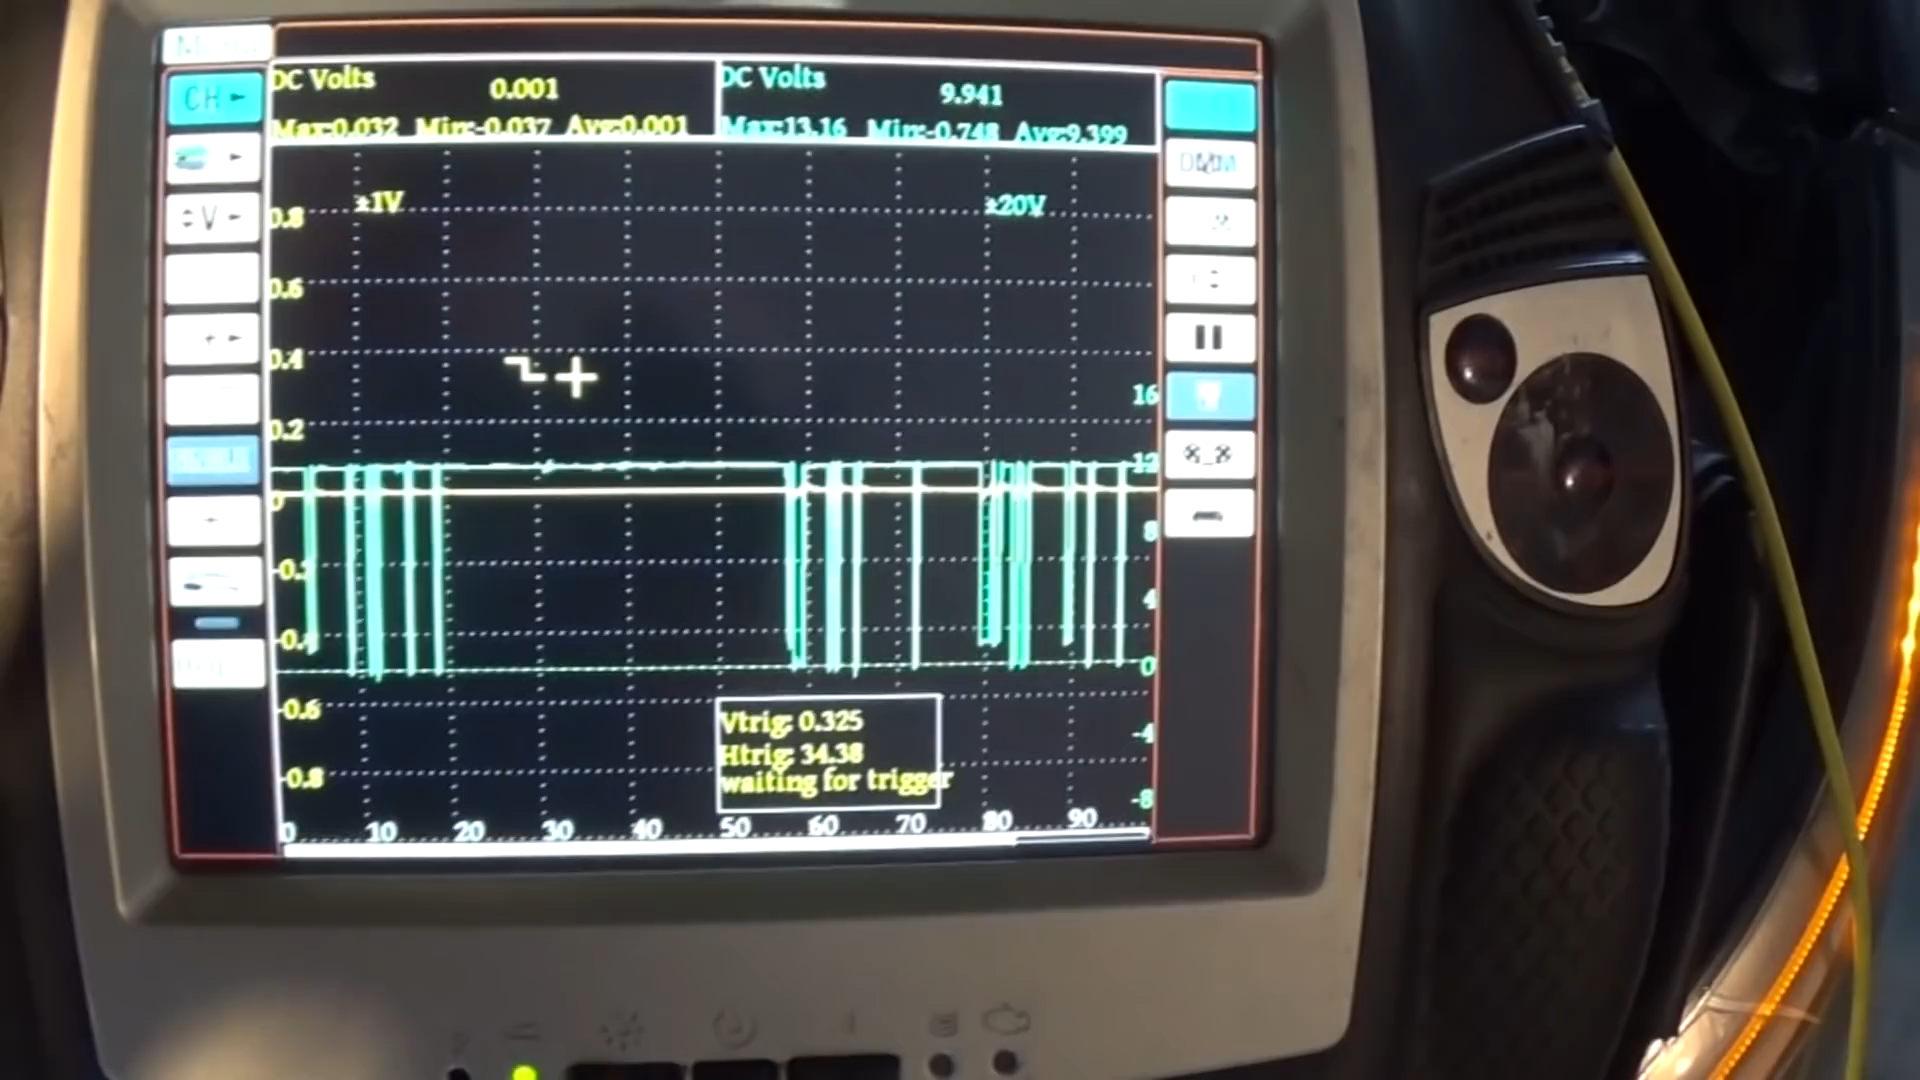 Menu
CH
DC Volts 0.001
Max:0.032 Min:-0.037 Avg:0.001
DC Volts 9.941
Max:13.16 Min:-0.748 Avg:9.399
V
DMM
±1V
±20V
0.8
0.6
0.4
0.2
0
-0.6
-0.8
16
12
8
4
0
-4
-8
Vtrig: 0.325
Htrig: 34.38
waiting for trigger
0 10 20 30 40 50 60 70 80 90